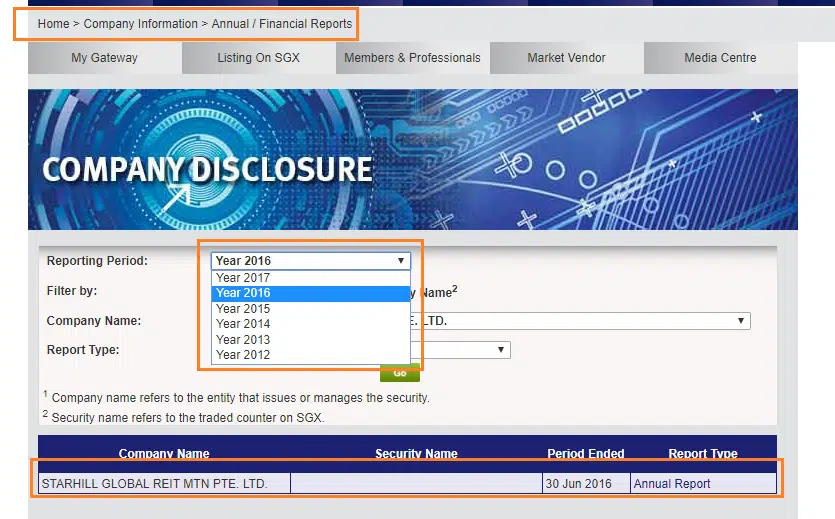 Home > Company Information > Annual / Financial Reports
My Gateway Listing On SGX Members & Professionals Market Vendor Media Centre
COMPANY DISCLOSURE
Reporting Period: Year 2016
Year 2017
Filter by: Year 2016 y Name2
Year 2015
Company Name: Year 2014 E. LTD.
Year 2013
Report Type: Year 2012
Go
1 Company name refers to the entity that issues or manages the security.
2 Security name refers to the traded counter on SGX.
Company Name Security Name Period Ended Report Type
STARHILL GLOBAL REIT MTN PTE. LTD. 30 Jun 2016 Annual Report